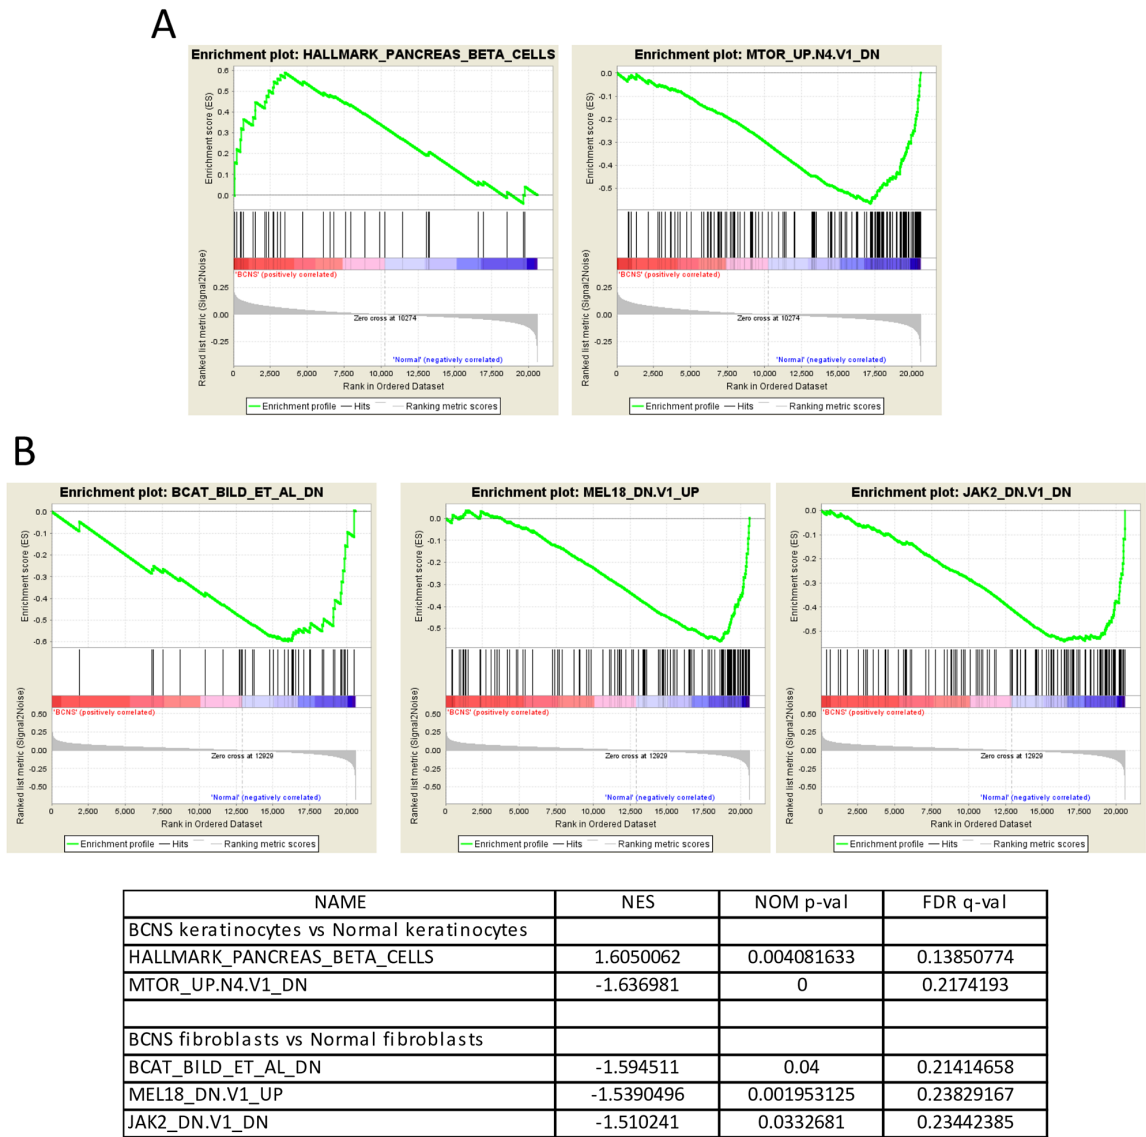 A
Enrichment plot: HALLMARK_PANCREAS_BETA_CELLS
Enrichment score (ES)
0.6
0.5
0.4
0.3
0.2
0.1
0.0
'BCNS' (positively correlated)
Ranked list metric (Signal2Noise)
0.25
0.00
-0.25
Zero cross at 10274
'Normal' (negatively correlated)
0 2,500 5,000 7,500 10,000 12,500 15,000 17,500 20,000
Rank in Ordered Dataset
Enrichment profile Hits Ranking metric scores
Enrichment plot: MTOR_UP.N4.V1_DN
Enrichment score (ES)
0.0
-0.1
-0.2
-0.3
-0.4
-0.5
'BCNS' (positively correlated)
Ranked list metric (Signal2Noise)
0.25
0.00
-0.25
Zero cross at 10274
'Normal' (negatively correlated)
0 2,500 5,000 7,500 10,000 12,500 15,000 17,500 20,000
Rank in Ordered Dataset
Enrichment profile Hits Ranking metric scores
B
Enrichment plot: BCAT_BILD_ET_AL_DN
Enrichment score (ES)
0.0
-0.1
-0.2
-0.3
-0.4
-0.5
-0.6
'BCNS' (positively correlated)
Ranked list metric (Signal2Noise)
0.50
0.25
0.00
-0.25
-0.50
Zero cross at 12929
'Normal' (negatively correlated)
0 2,500 5,000 7,500 10,000 12,500 15,000 17,500 20,000
Rank in Ordered Dataset
Enrichment profile Hits Ranking metric scores
Enrichment plot: MEL18_DN.V1_UP
Enrichment score (ES)
0.0
-0.1
-0.2
-0.3
-0.4
-0.5
'BCNS' (positively correlated)
Ranked list metric (Signal2Noise)
0.50
0.25
0.00
-0.25
-0.50
Zero cross at 12929
'Normal' (negatively correlated)
0 2,500 5,000 7,500 10,000 12,500 15,000 17,500 20,000
Rank in Ordered Dataset
Enrichment profile Hits Ranking metric scores
Enrichment plot: JAK2_DN.V1_DN
Enrichment score (ES)
0.0
-0.1
-0.2
-0.3
-0.4
-0.5
'BCNS' (positively correlated)
Ranked list metric (Signal2Noise)
0.50
0.25
0.00
-0.25
-0.50
Zero cross at 12929
'Normal' (negatively correlated)
0 2,500 5,000 7,500 10,000 12,500 15,000 17,500 20,000
Rank in Ordered Dataset
Enrichment profile Hits Ranking metric scores
NAME NES NOM p-val FDR q-val
BCNS keratinocytes vs Normal keratinocytes
HALLMARK_PANCREAS_BETA_CELLS 1.6050062 0.004081633 0.13850774
MTOR_UP.N4.V1_DN -1.636981 0 0.2174193
BCNS fibroblasts vs Normal fibroblasts
BCAT_BILD_ET_AL_DN -1.594511 0.04 0.21414658
MEL18_DN.V1_UP -1.5390496 0.001953125 0.23829167
JAK2_DN.V1_DN -1.510241 0.0332681 0.23442385